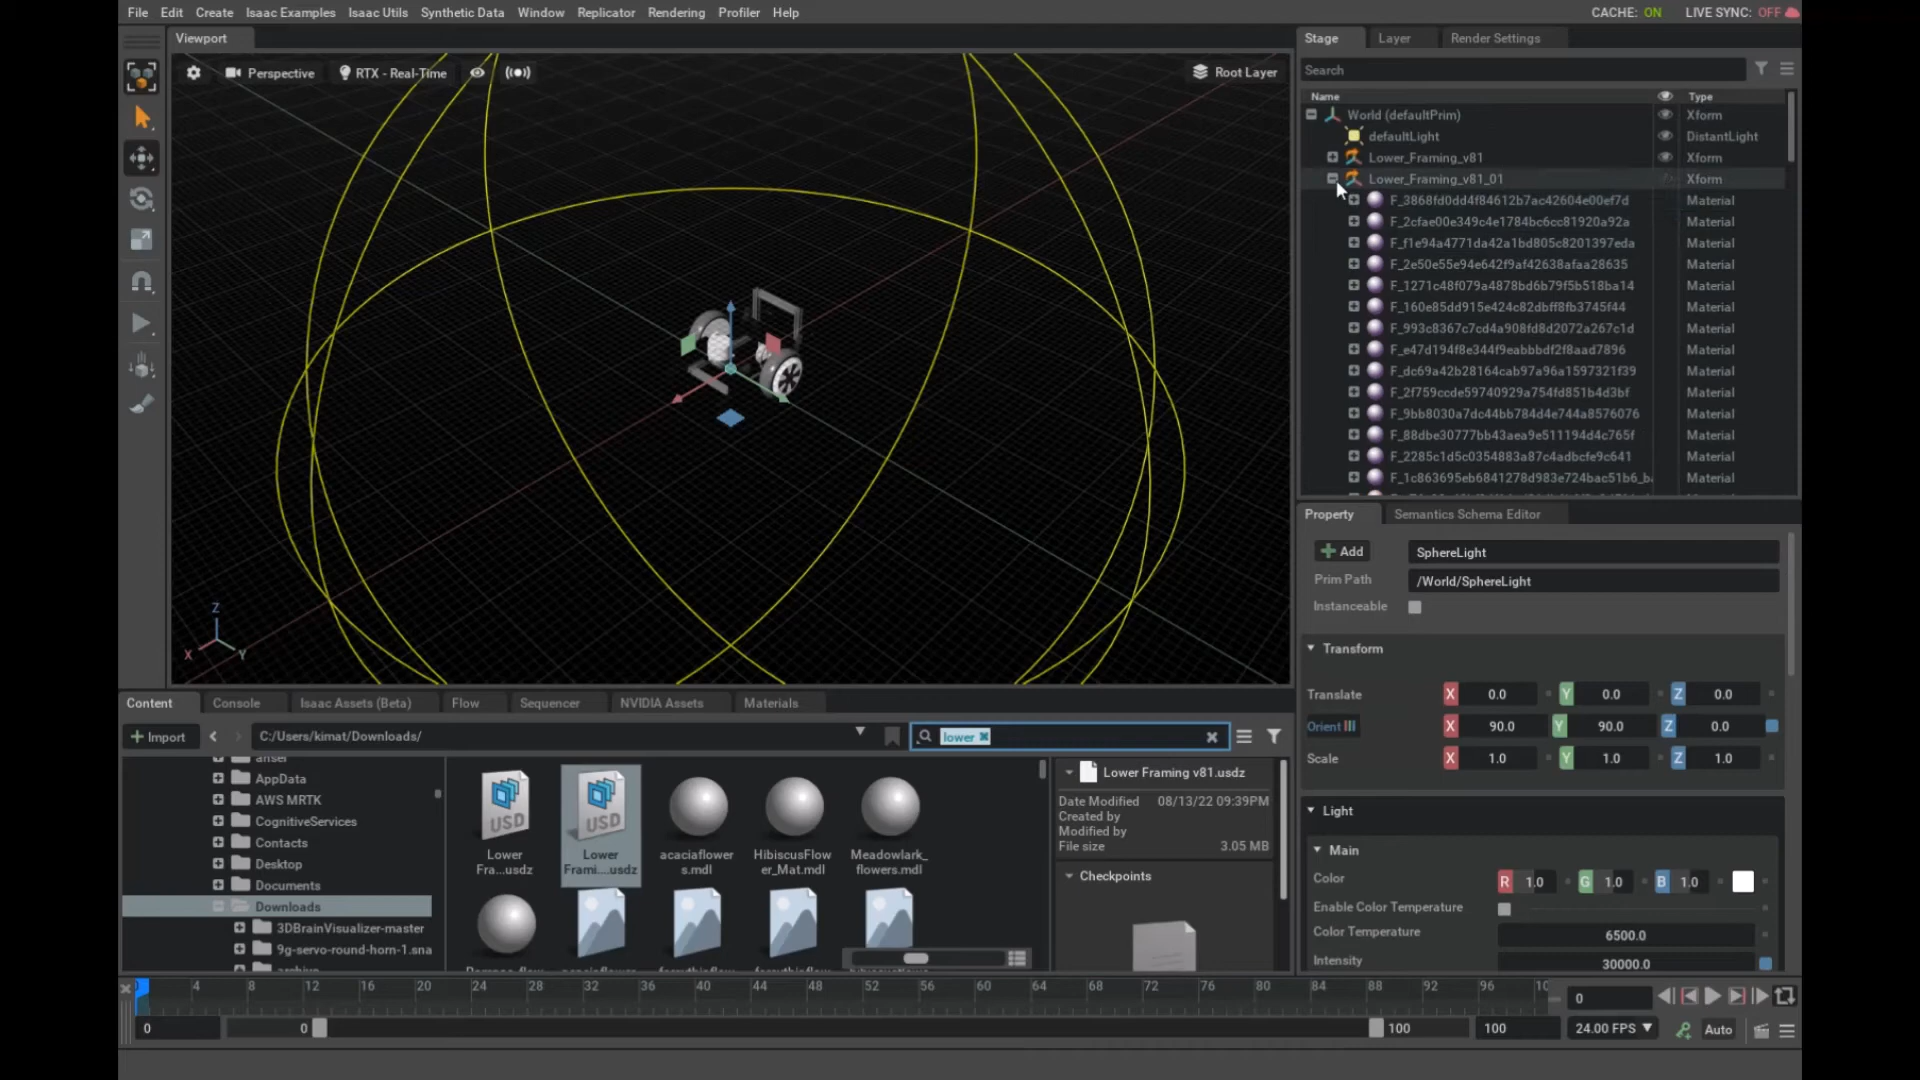 File Edit Create Isaac Examples Isaac Utils Synthetic Data Window Replicator Rendering Profiler Help
CACHE: ON LIVE SYNC: OFF
Viewport
Perspective RTX - Real-Time
Root Layer
Z
X
Y
Stage Layer Render Settings
Search
Name Type
World (defaultPrim) Xform
defaultLight DistantLight
Lower_Framing_v81 Xform
Lower_Framing_v81_01 Xform
F_3868fd0dd4f84612b7ac42604e00ef7d Material
F_2cfae00e349c4e1784bc6cc81920a92a Material
F_f1e94a4771da42a1bd805c8201397eda Material
F_2e50e55e94e642f9af42638afaa28635 Material
F_1271c48f079a4878bd6b79f5b518ba14 Material
F_160e85dd915e424c82dbff8fb3745f44 Material
F_993c8367c7cd4a908fd8d2072a267c1d Material
F_e47d194f8e344f9eabbbdf2f8aad7896 Material
F_dc69a42b28164cab97a96a1597321f39 Material
F_2f759ccde59740929a754fd851b4d3bf Material
F_9bb8030a7dc44bb784d4e744a8576076 Material
F_88dbe30777bb43aea9e511194d4c765f Material
F_2285c1d5c0354883a87c4adbcfe9c641 Material
F_1c863695eb6841278d983e724bac51b6_b Material
Property Semantics Schema Editor
Add SphereLight
Prim Path /World/SphereLight
Instanceable
Transform
Translate X 0.0 Y 0.0 Z 0.0
Orient X 90.0 Y 90.0 Z 0.0
Scale X 1.0 Y 1.0 Z 1.0
Light
Main
Color R 1.0 G 1.0 B 1.0
Enable Color Temperature
Color Temperature 6500.0
Intensity 30000.0
Content Console Isaac Assets (Beta) Flow Sequencer NVIDIA Assets Materials
Import C:/Users/kimat/Downloads/ lower
ansel
AppData
AWS MRTK
CognitiveServices
Contacts
Desktop
Documents
Downloads
3DBrainVisualizer-master
9g-servo-round-horn-1.sna
archive
USD USD
Lower Lower acaciaflower HibiscusFlow Meadowlark_
Fra...usdz Frami....usdz s.mdl er_Mat.mdl flowers.mdl
Lower Framing v81.usdz
Date Modified 08/13/22 09:39PM
Created by
Modified by
File size 3.05 MB
Checkpoints
4 8 12 16 20 24 28 32 36 40 44 48 52 56 60 64 68 72 76 80 84 88 92 96 10
0
0 0 100 100 24.00 FPS Auto